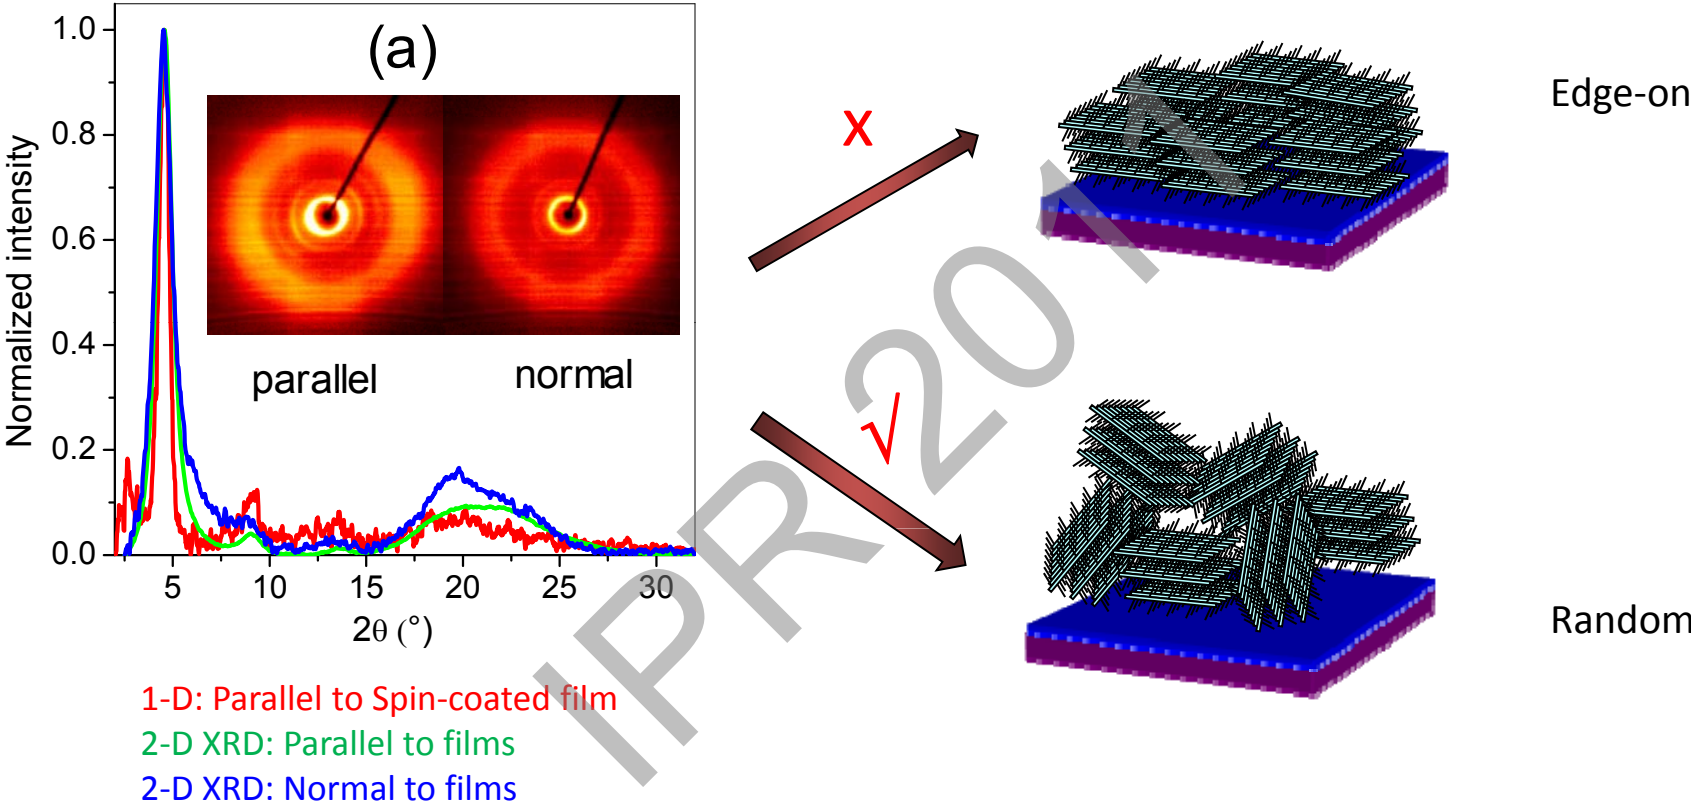 (a)
1.0
0.8
0.6
0.4
0.2
0.0
Normalized intensity
parallel
normal
5
10
15
20
25
30
2θ (°)
1-D: Parallel to Spin-coated film
2-D XRD: Parallel to films
2-D XRD: Normal to films
X
√
Edge-on
Random
IPR 2011